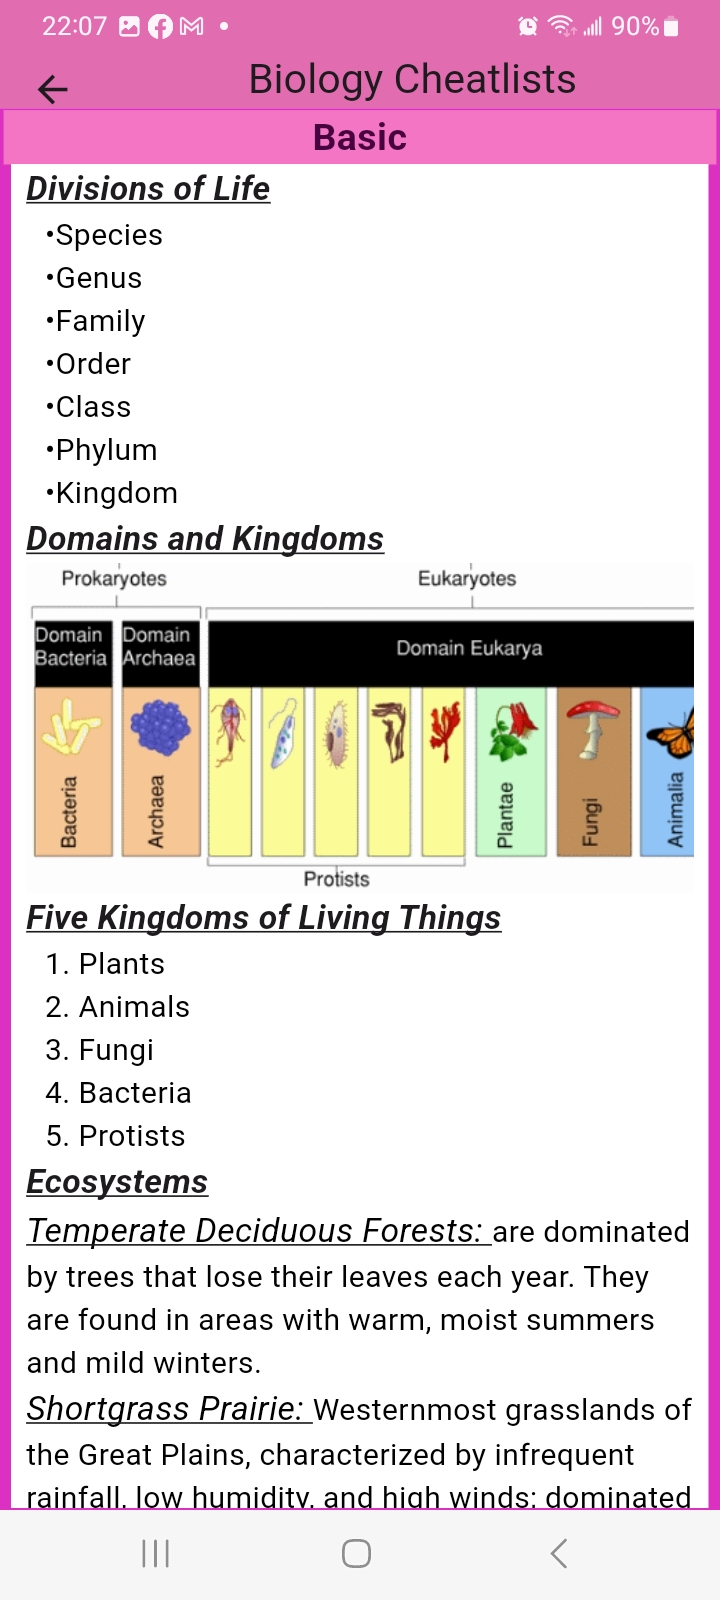 22:07 90%
Biology Cheatlists
Basic
Divisions of Life
•Species
•Genus
•Family
•Order
•Class
•Phylum
•Kingdom
Domains and Kingdoms
Prokaryotes Eukaryotes
Domain Bacteria Domain Archaea Domain Eukarya
Bacteria Archaea Plantae Fungi Animalia
Protists
Five Kingdoms of Living Things
1. Plants
2. Animals
3. Fungi
4. Bacteria
5. Protists
Ecosystems
Temperate Deciduous Forests: are dominated
by trees that lose their leaves each year. They
are found in areas with warm, moist summers
and mild winters.
Shortgrass Prairie: Westernmost grasslands of
the Great Plains, characterized by infrequent
rainfall, low humidity, and high winds; dominated